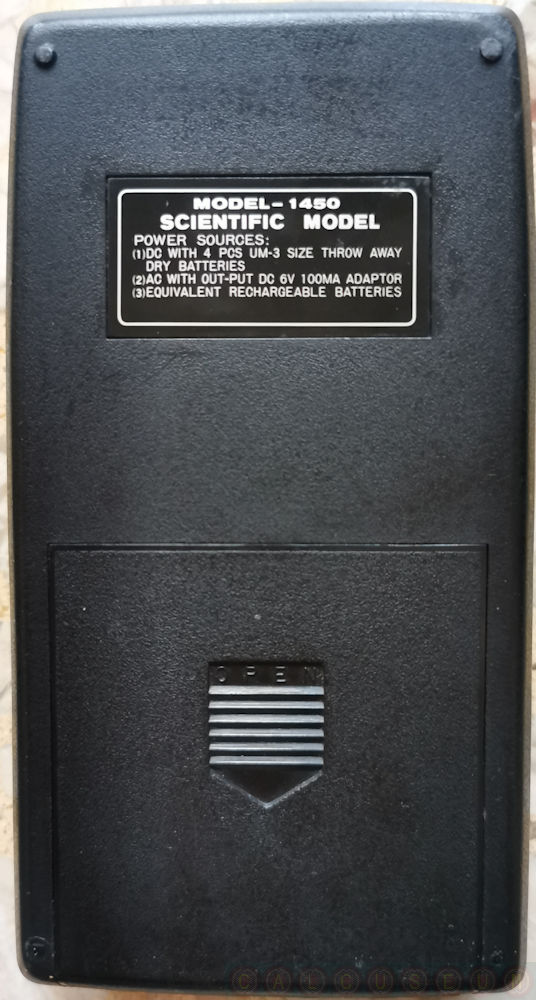 MODEL-1450
SCIENTIFIC MODEL
POWER SOURCES:
(1)DC WITH 4 PCS UM-3 SIZE THROW AWAY
DRY BATTERIES
(2)AC WITH OUT-PUT DC 6V 100MA ADAPTOR
(3)EQUIVALENT RECHARGEABLE BATTERIES
OPEN
CALCUSEUM